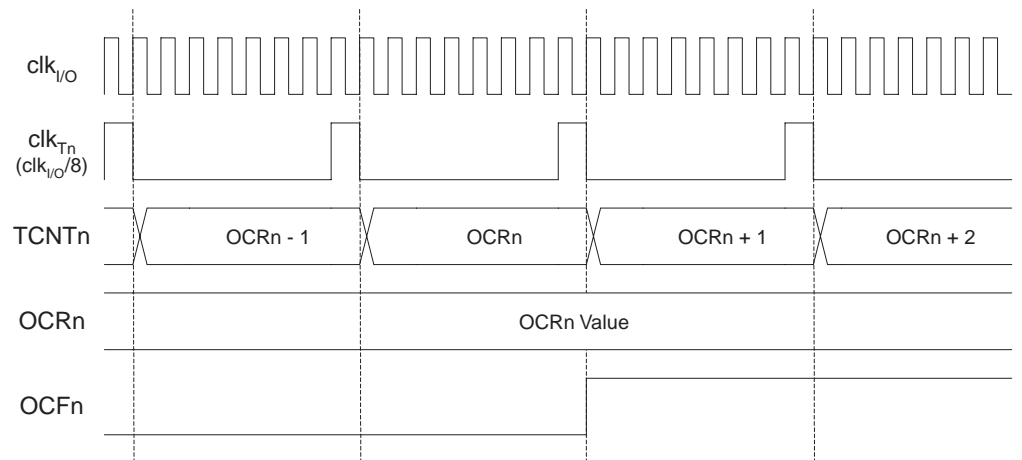 clkI/O
clkTn
(clkI/O/8)
TCNTn
OCRn - 1
OCRn
OCRn + 1
OCRn + 2
OCRn
OCRn Value
OCFn